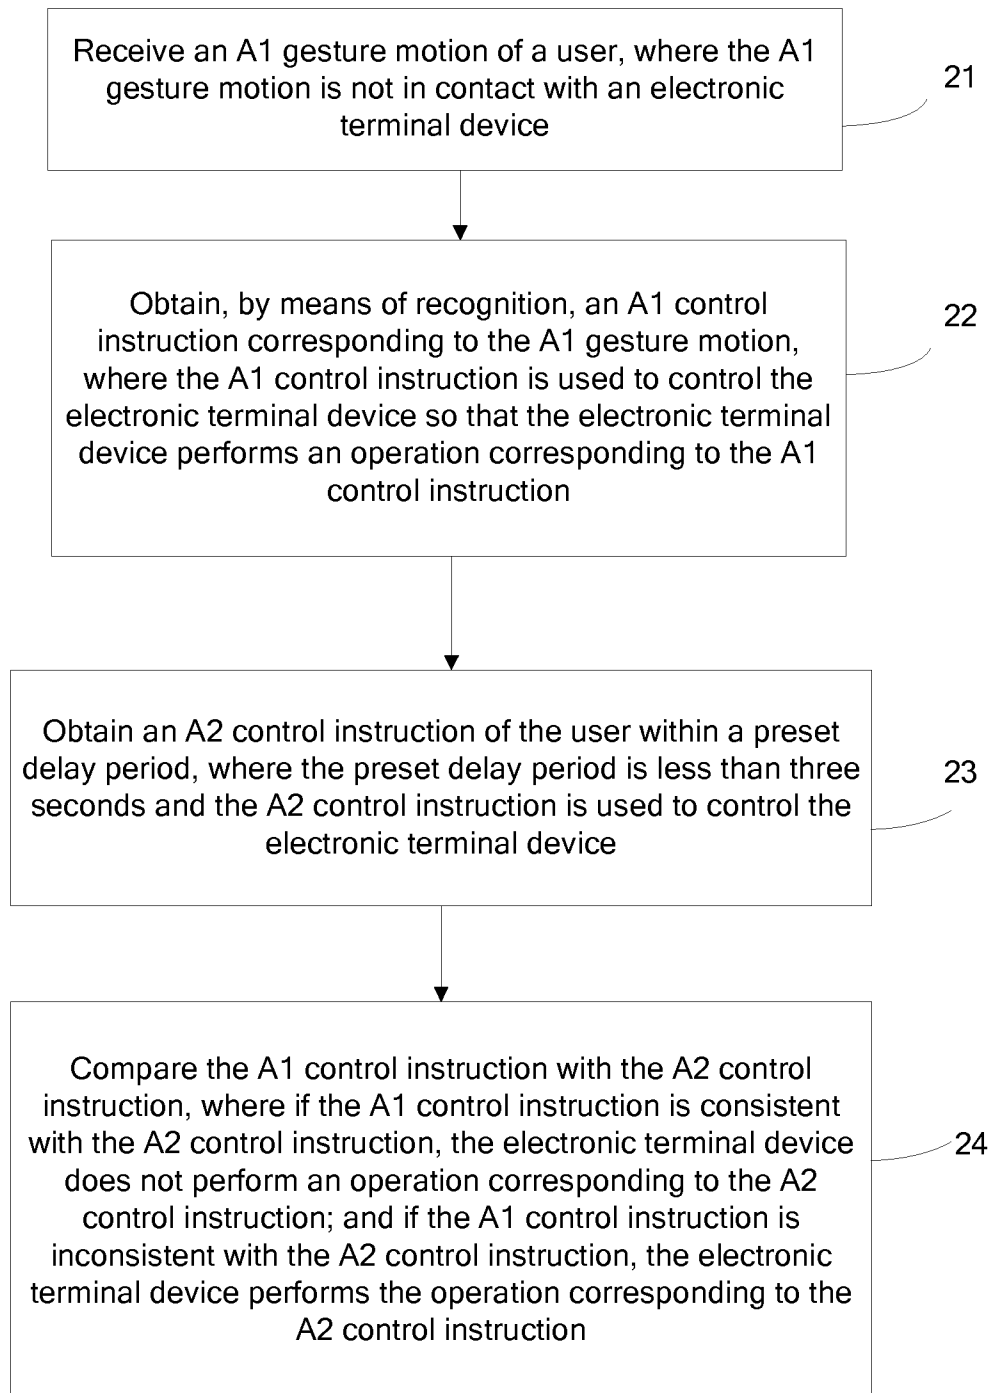 Receive an A1 gesture motion of a user, where the A1
gesture motion is not in contact with an electronic
terminal device
21
Obtain, by means of recognition, an A1 control
instruction corresponding to the A1 gesture motion,
where the A1 control instruction is used to control the
electronic terminal device so that the electronic terminal
device performs an operation corresponding to the A1
control instruction
22
Obtain an A2 control instruction of the user within a preset
delay period, where the preset delay period is less than three
seconds and the A2 control instruction is used to control the
electronic terminal device
23
Compare the A1 control instruction with the A2 control
instruction, where if the A1 control instruction is consistent
with the A2 control instruction, the electronic terminal device
does not perform an operation corresponding to the A2
control instruction; and if the A1 control instruction is
inconsistent with the A2 control instruction, the electronic
terminal device performs the operation corresponding to the
A2 control instruction
24